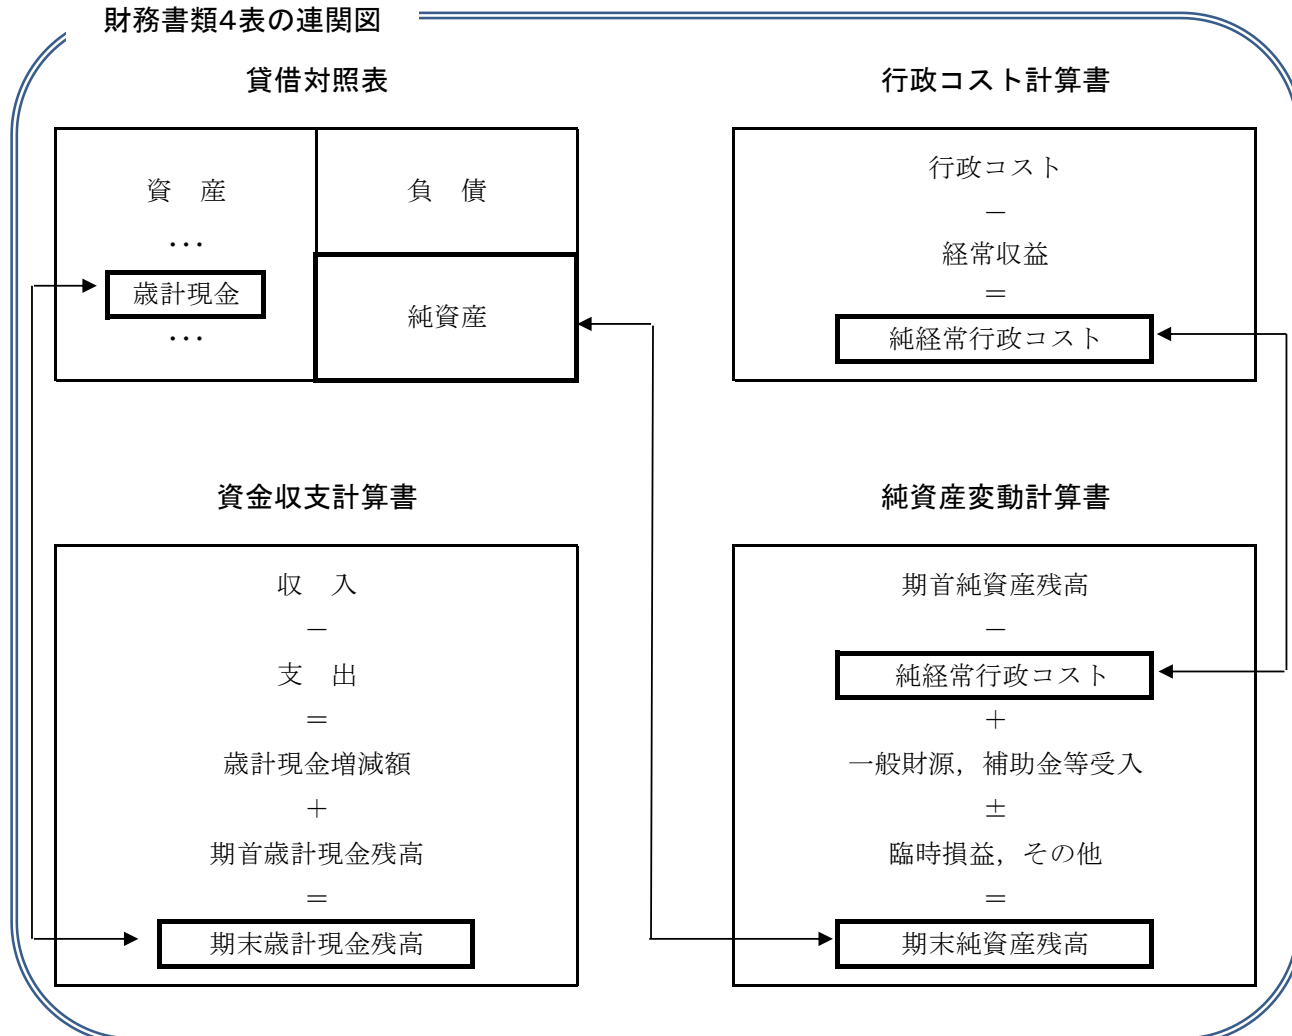 財務書類4表の連関図
貸借対照表
資　産
…
歳計現金
…
負　債
純資産
行政コスト計算書
行政コスト
－
経常収益
＝
純経常行政コスト
資金収支計算書
収　入
－
支　出
＝
歳計現金増減額
＋
期首歳計現金残高
＝
期末歳計現金残高
純資産変動計算書
期首純資産残高
－
純経常行政コスト
＋
一般財源，補助金等受入
±
臨時損益，その他
＝
期末純資産残高